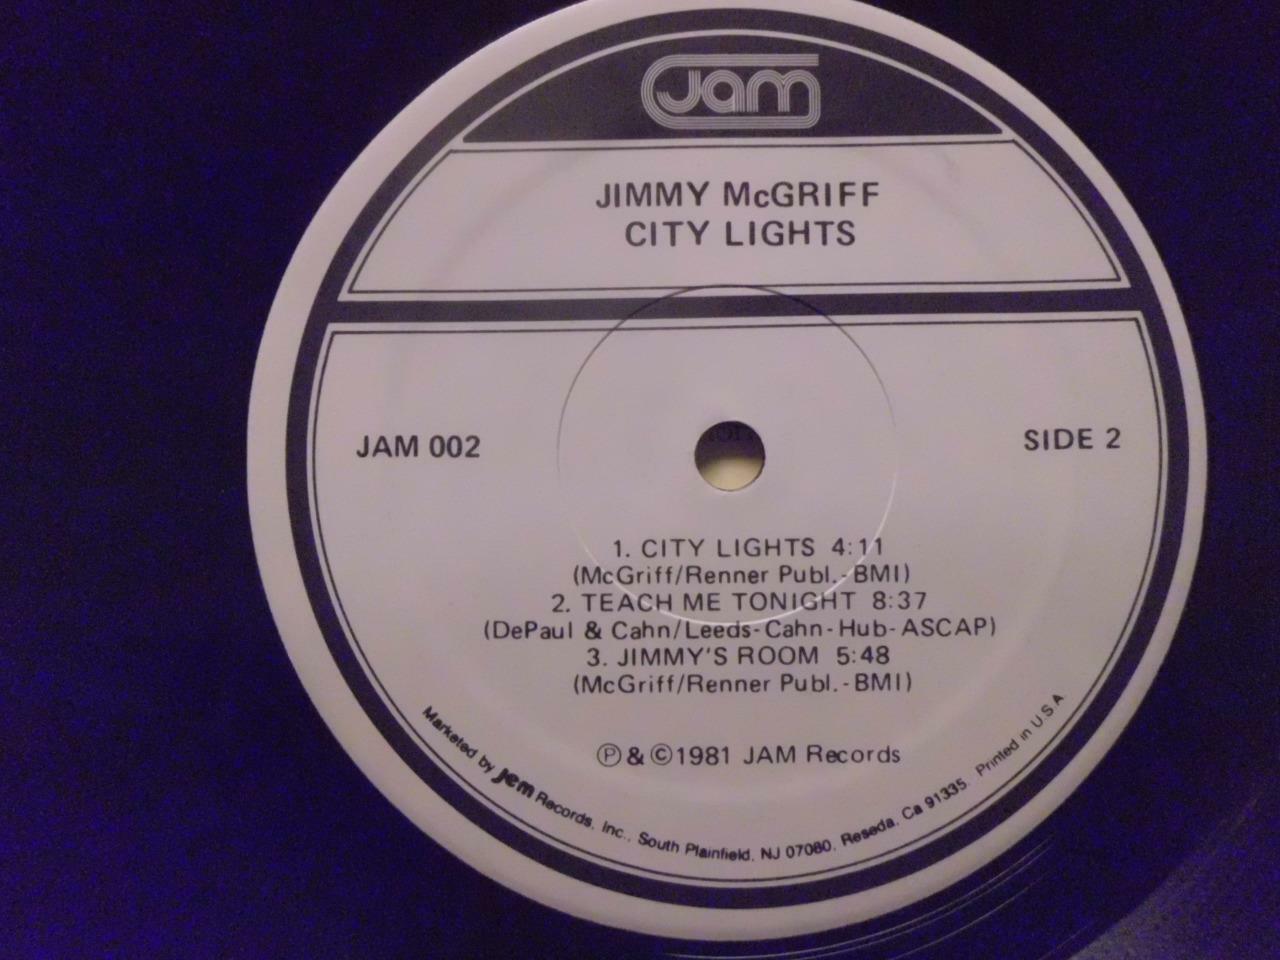 Jam
JIMMY McGRIFF
CITY LIGHTS
JAM 002
SIDE 2
1. CITY LIGHTS 4:11
(McGriff/Renner Publ.-BMI)
2. TEACH ME TONIGHT 8:37
(DePaul & Cahn/Leeds-Cahn-Hub-ASCAP)
3. JIMMY'S ROOM 5:48
(McGriff/Renner Publ.-BMI)
℗&©1981 JAM Records
Marketed by jem Records, Inc., South Plainfield, NJ 07080, Reseda, Ca 91335. Printed in U.S.A.